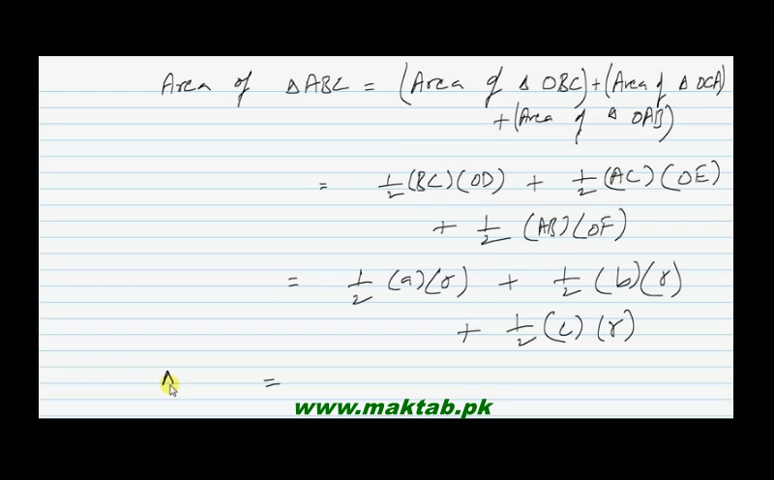 Area of ΔABC = (Area of Δ OBC) + (Area of Δ OCA)
+ (Area of Δ OAB)
= 1/2 (BC)(OD) + 1/2 (AC)(OE)
+ 1/2 (AB)(OF)
= 1/2 (a)(r) + 1/2 (b)(r)
+ 1/2 (c)(r)
Δ =
www.maktab.pk